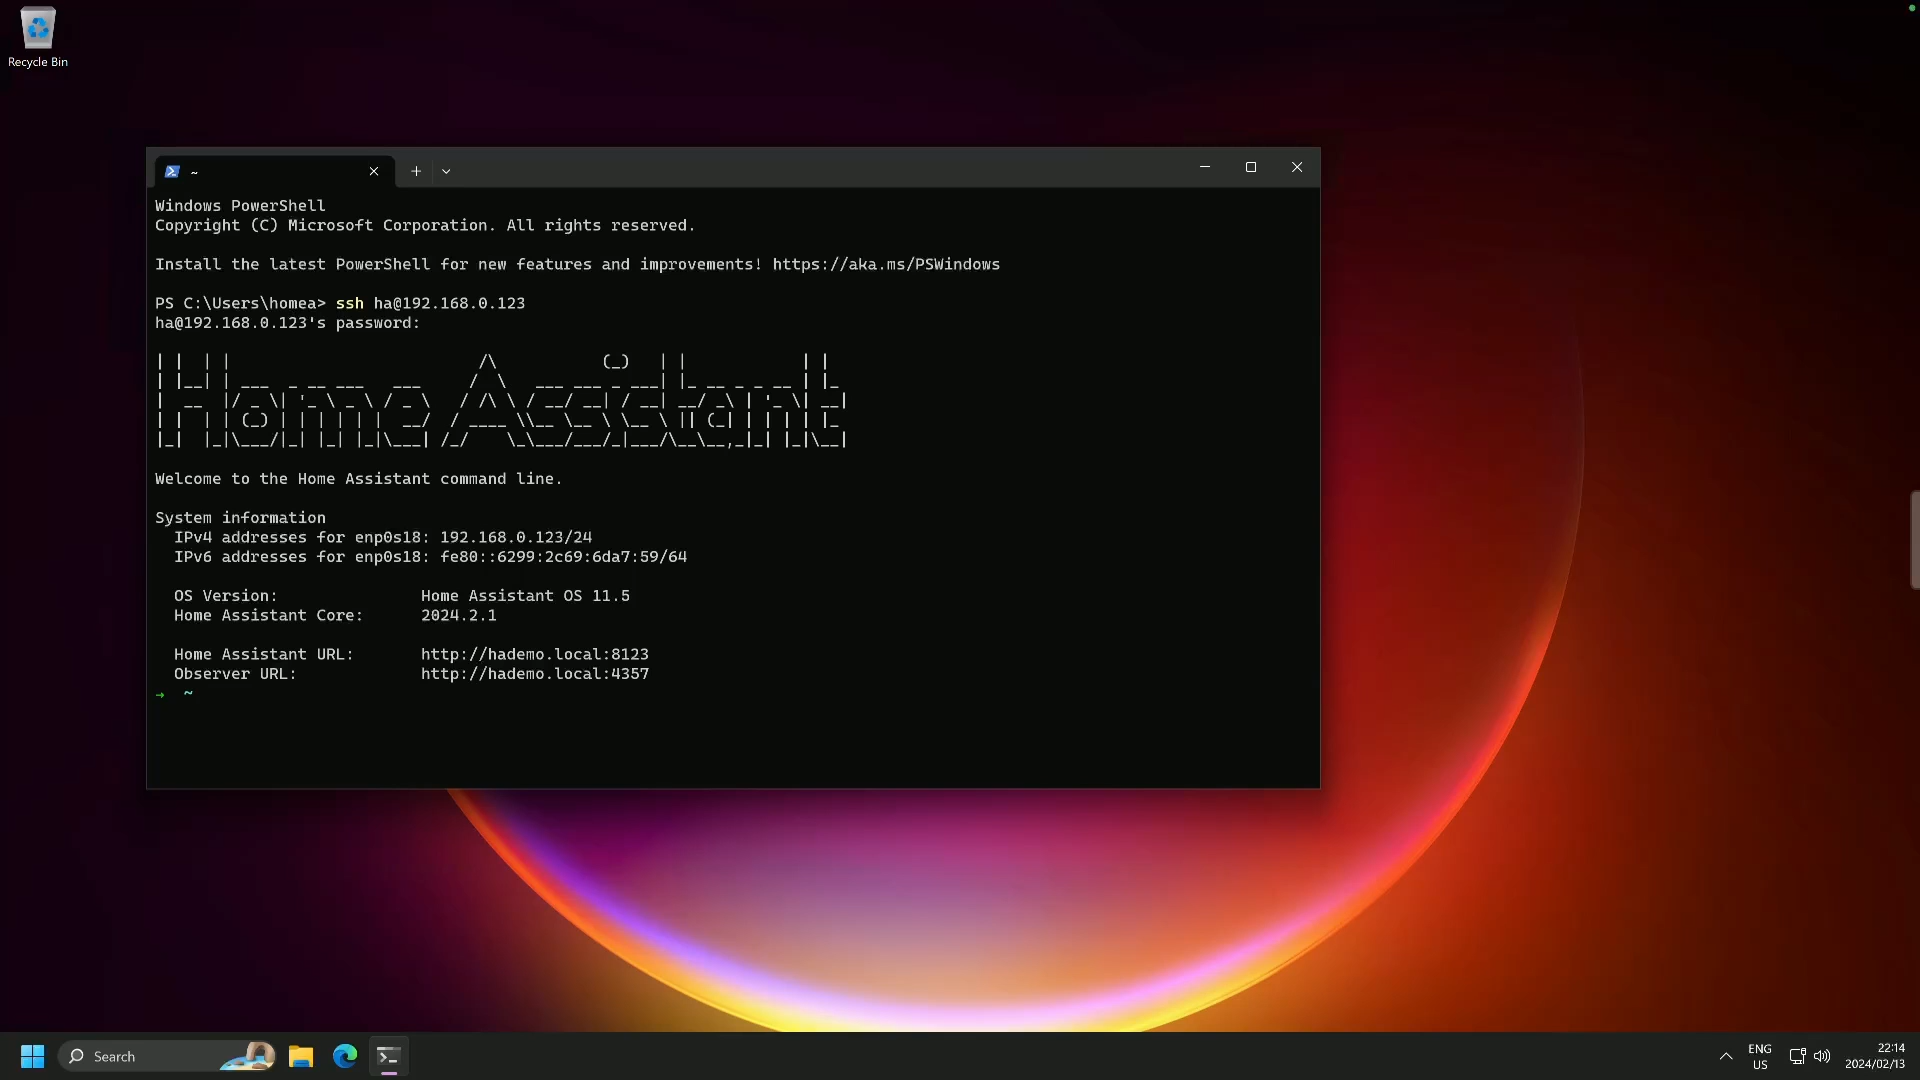 Recycle Bin
~
Windows PowerShell
Copyright (C) Microsoft Corporation. All rights reserved.
Install the latest PowerShell for new features and improvements! https://aka.ms/PSWindows
PS C:\Users\homea> ssh ha@192.168.0.123
ha@192.168.0.123's password:
Home Assistant
Welcome to the Home Assistant command line.
System information
IPv4 addresses for enp0s18: 192.168.0.123/24
IPv6 addresses for enp0s18: fe80::6299:2c69:6da7:59/64
OS Version: Home Assistant OS 11.5
Home Assistant Core: 2024.2.1
Home Assistant URL: http://hademo.local:8123
Observer URL: http://hademo.local:4357
→ ~
Search
ENG
US
22:14
2024/02/13